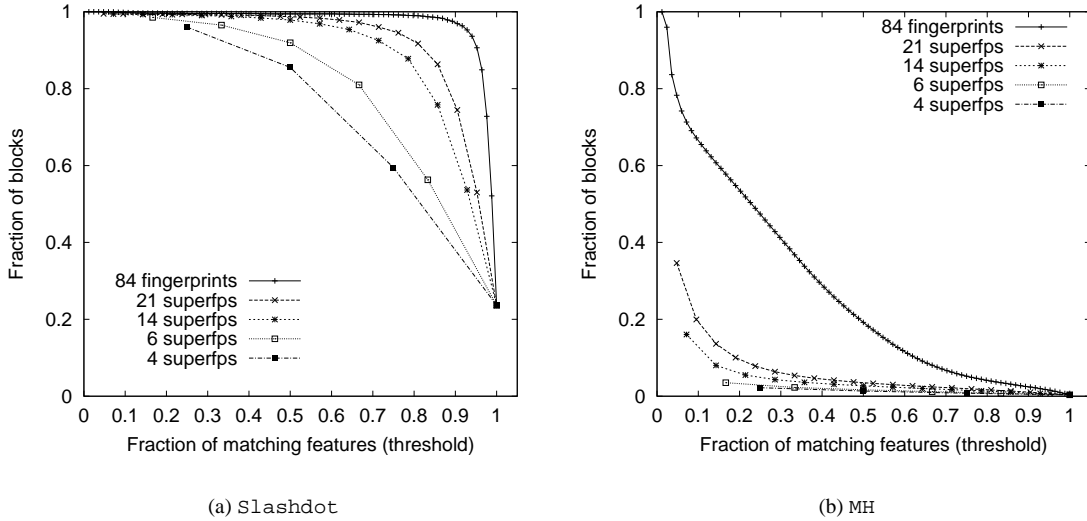 1
0.8
0.6
0.4
0.2
0
Fraction of blocks
0 0.1 0.2 0.3 0.4 0.5 0.6 0.7 0.8 0.9 1
Fraction of matching features (threshold)
84 fingerprints
21 superfps
14 superfps
6 superfps
4 superfps
(a) Slashdot
1
0.8
0.6
0.4
0.2
0
Fraction of blocks
0 0.1 0.2 0.3 0.4 0.5 0.6 0.7 0.8 0.9 1
Fraction of matching features (threshold)
84 fingerprints
21 superfps
14 superfps
6 superfps
4 superfps
(b) MH